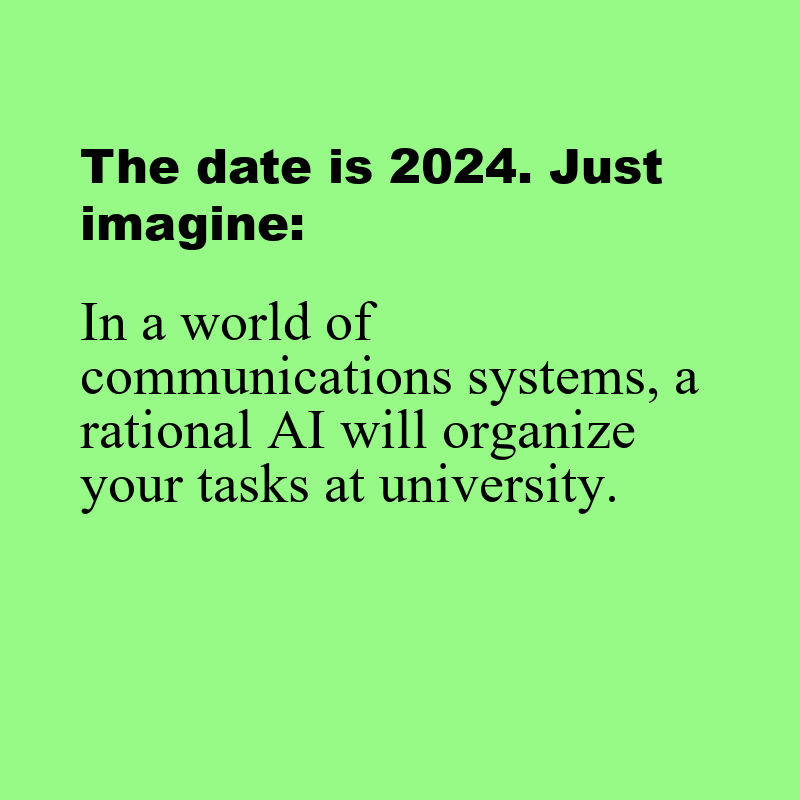 The date is 2024. Just
imagine:
In a world of
communications systems, a
rational AI will organize
your tasks at university.